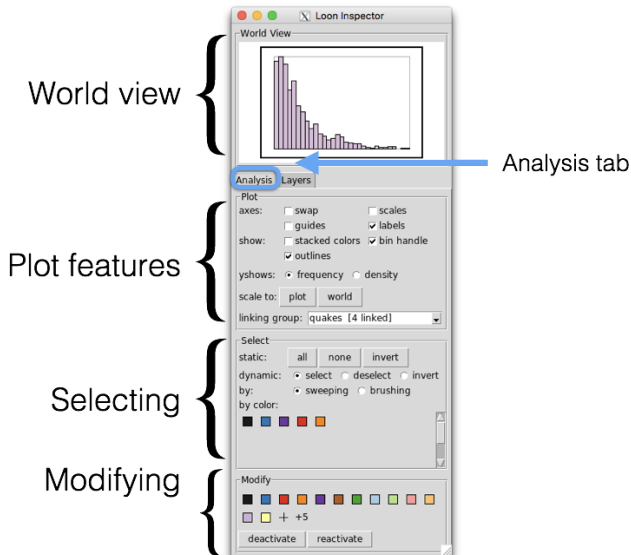 Loon Inspector
World View
World view
Analysis tab
Analysis Layers
Plot
axes: swap scales
guides labels
show: stacked colors bin handle
outlines
Plot features
yshows: frequency density
scale to: plot world
linking group: quakes [4 linked]
Select
static: all none invert
dynamic: select deselect invert
by: sweeping brushing
by color:
Selecting
Modifying
Modify
+5
deactivate reactivate